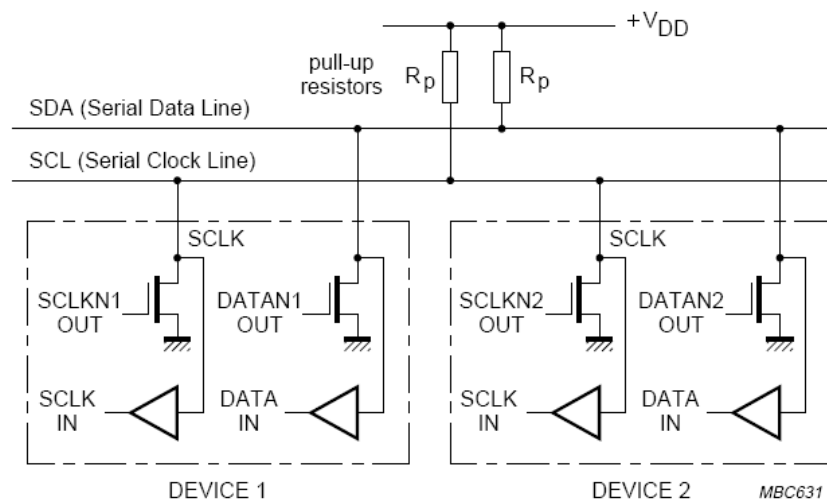 +VDD
pull-up
resistors
Rp
Rp
SDA (Serial Data Line)
SCL (Serial Clock Line)
SCLK
SCLKN1
OUT
DATAN1
OUT
SCLK
IN
DATA
IN
DEVICE 1
SCLK
SCLKN2
OUT
DATAN2
OUT
SCLK
IN
DATA
IN
DEVICE 2
MBC631